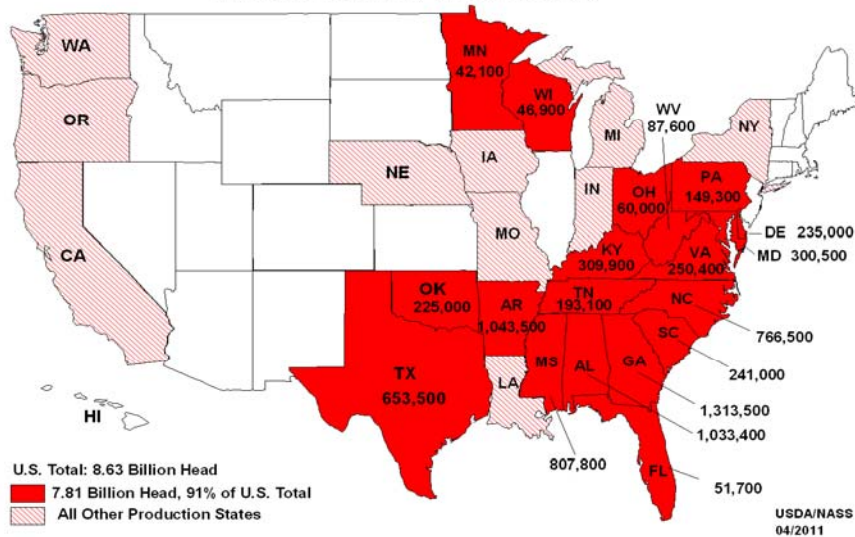 WA
MN
42,100
WI
46,900
WV
87,600
OR
MI
NY
IA
NE
IN
OH
60,000
PA
149,300
DE 235,000
MD 300,500
MO
CA
KY
309,900
VA
250,400
OK
225,000
AR
1,043,500
TN
193,100
NC
766,500
SC
241,000
MS
AL
GA
TX
653,500
LA
HI
1,313,500
1,033,400
807,800
FL
51,700
U.S. Total: 8.63 Billion Head
7.81 Billion Head, 91% of U.S. Total
All Other Production States
USDA/NASS
04/2011